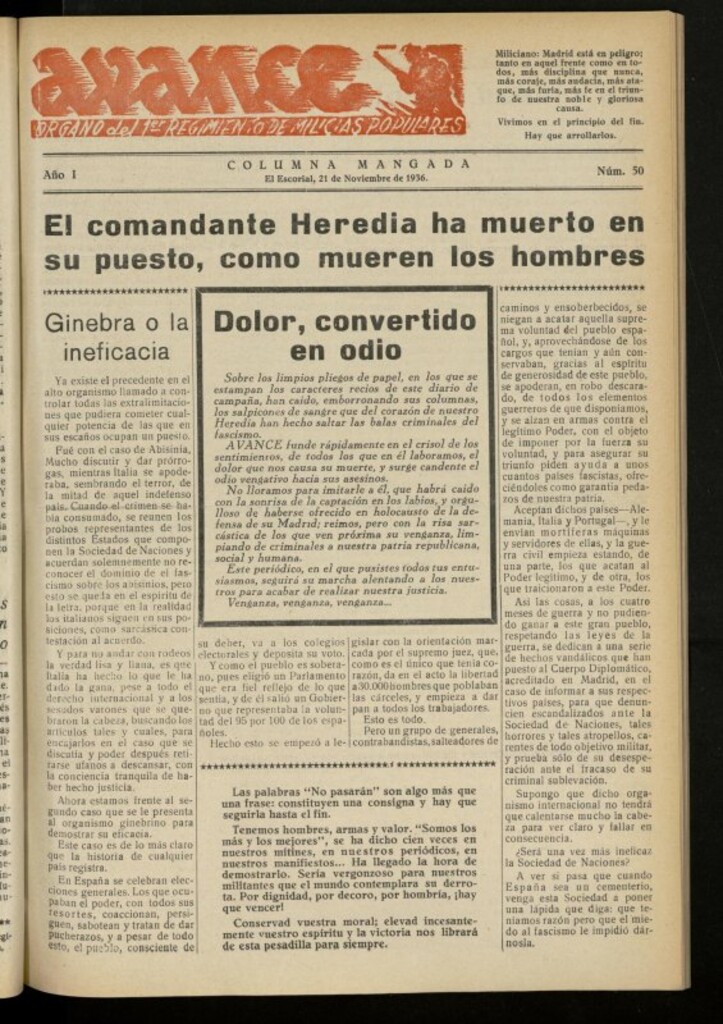 avance
ORGANO del 1er REGIMIENTO DE MILICIAS POPULARES
Miliciano: Madrid está en peligro;
tanto en aquel frente como en to-
dos, más disciplina que nunca,
más coraje, más audacia, más ata-
que, más furia, más fe en el triun-
fo de nuestra noble y gloriosa
causa.
Vivimos en el principio del fin.
Hay que arrollarlos.
Año I
COLUMNA MANGADA
El Escorial, 21 de Noviembre de 1936.
Núm. 50
El comandante Heredia ha muerto en
su puesto, como mueren los hombres
Ginebra o la
ineficacia
Ya existe el precedente en el
alto organismo llamado a con-
trolar todas las extralimitacio-
nes que pudiera cometer cual-
quier potencia de las que en
sus escaños ocupan un puesto.
Fué con el caso de Abisinia,
Mucho discutir y dar prórro-
gas, mientras Italia se apode-
raba, sembrando el terror, de
la mitad de aquel indefenso
país. Cuando el crimen se ha-
bía consumado, se reunen los
probos representantes de los
distintos Estados que compo-
nen la Sociedad de Naciones y
acuerdan solemnemente no re-
conocer el dominio de el fas-
cismo sobre los abisinios, pero
esto se queda en el espíritu de
la letra, porque en la realidad
los italianos siguen en sus po-
siciones, como sarcástica con-
testación al acuerdo.
Y para no andar con rodeos
la verdad lisa y llana, es que
Italia ha hecho lo que le ha
dado la gana, pese a todo el
derecho internacional y a los
sesudos varones que se que-
braron la cabeza, buscando los
artículos tales y cuales, para
encajarlos en el caso que se
discutía y poder después reti-
rarse ufanos a descansar, con
la conciencia tranquila de ha-
ber hecho justicia.
Ahora estamos frente al se-
gundo caso que se le presenta
al organismo ginebrino para
demostrar su eficacia.
Este caso es de lo más claro
que la historia de cualquier
país registra.
En España se celebran elec-
ciones generales. Los que ocu-
paban el poder, con todos sus
resortes, coaccionan, persi-
guen, sabotean y tratan de dar
pucherazos, y a pesar de todo
esto, el pueblo, consciente de
Dolor, convertido
en odio
Sobre los limpios pliegos de papel, en los que se
estampan los caracteres recios de este diario de
campaña, han caído, emborronando sus columnas,
los salpicones de sangre que del corazón de nuestro
Heredia han hecho saltar las balas criminales del
fascismo.
AVANCE funde rápidamente en el crisol de los
sentimientos, de todos los que en él laboramos, el
dolor que nos causa su muerte, y surge candente el
odio vengativo hacia sus asesinos.
No lloramos para imitarle a él, que habrá caído
con la sonrisa de la captación en los labios, y orgu-
lloso de haberse ofrecido en holocausto de la de-
fensa de su Madrid; reimos, pero con la risa sar-
cástica de los que ven próxima su venganza, lim-
piando de criminales a nuestra patria republicana,
social y humana.
Este periódico, en el que pusistes todos tus entu-
siasmos, seguirá su marcha alentando a los nues-
tros para acabar de realizar nuestra justicia.
Venganza, venganza, venganza...
su deber, va a los colegios
electorales y deposita su voto.
Y como el pueblo es sobera-
no, pues eligió un Parlamento
que era fiel reflejo de lo que
sentía, y de él salió un Gobier-
no que representaba la volun-
tad del 95 por 100 de los espa-
ñoles.
Hecho esto se empezó a le-
gislar con la orientación mar-
cada por el supremo juez, que,
como es el único que tenía co-
razón, da en el acto la libertad
a 30.000 hombres que poblaban
las cárceles, y empieza a dar
pan a todos los trabajadores.
Esto es todo.
Pero un grupo de generales,
contrabandistas, salteadores de
Las palabras "No pasarán" son algo más que
una frase: constituyen una consigna y hay que
seguirla hasta el fin.
Tenemos hombres, armas y valor. "Somos los
más y los mejores", se ha dicho cien veces en
nuestros mitines, en nuestros periódicos, en
nuestros manifiestos... Ha llegado la hora de
demostrarlo. Sería vergonzoso para nuestros
militantes que el mundo contemplara su derro-
ta. Por dignidad, por decoro, por hombría, ¡hay
que vencer!
Conservad vuestra moral; elevad incesante-
mente vuestro espíritu y la victoria nos librará
de esta pesadilla para siempre.
caminos y ensoberbecidos, se
niegan a acatar aquella supre-
ma voluntad del pueblo espa-
ñol, y, aprovechándose de los
cargos que tenían y aún con-
servaban, gracias al espíritu
de generosidad de este pueblo,
se apoderan, en robo descara-
do, de todos los elementos
guerreros de que disponíamos,
y se alzan en armas contra el
legítimo Poder, con el objeto
de imponer por la fuerza su
voluntad, y para asegurar su
triunfo piden ayuda a unos
cuantos países fascistas, ofre-
ciéndoles como garantía peda-
zos de nuestra patria.
Aceptan dichos países—Ale-
mania, Italia y Portugal—, y le
envían mortíferas máquinas
y servidores de ellas, y la gue-
rra civil empieza estando, de
una parte, los que acatan al
Poder legítimo, y de otra, los
que traicionaron a este Poder.
Así las cosas, a los cuatro
meses de guerra y no pudien-
do ganar a este gran pueblo,
respetando las leyes de la
guerra, se dedican a una serie
de hechos vandálicos que han
puesto al Cuerpo Diplomático,
acreditado en Madrid, en el
caso de informar a sus respec-
tivos países, para que denun-
cien escandalizados ante la
Sociedad de Naciones, tales
horrores y tales atropellos, ca-
rentes de todo objetivo militar,
y prueba sólo de su desespe-
ración ante el fracaso de su
criminal sublevación.
Supongo que dicho orga-
nismo internacional no tendrá
que calentarse mucho la cabe-
za para ver claro y fallar en
consecuencia.
¿Será una vez más ineficaz
la Sociedad de Naciones?
A ver si pasa que cuando
España sea un cementerio,
venga esta Sociedad a poner
una lápida que diga: que te-
níamos razón pero que el mie-
do al fascismo le impidió dár-
nosla.